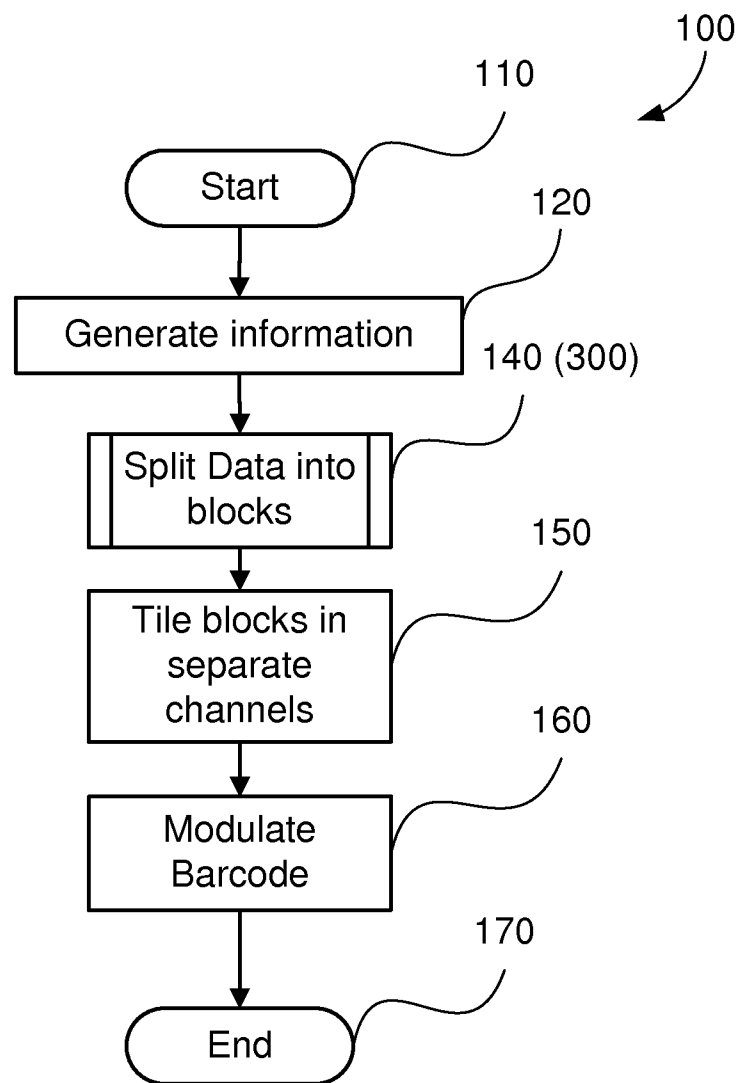 100
110
Start
120
Generate information
140 (300)
Split Data into
blocks
150
Tile blocks in
separate
channels
160
Modulate
Barcode
170
End